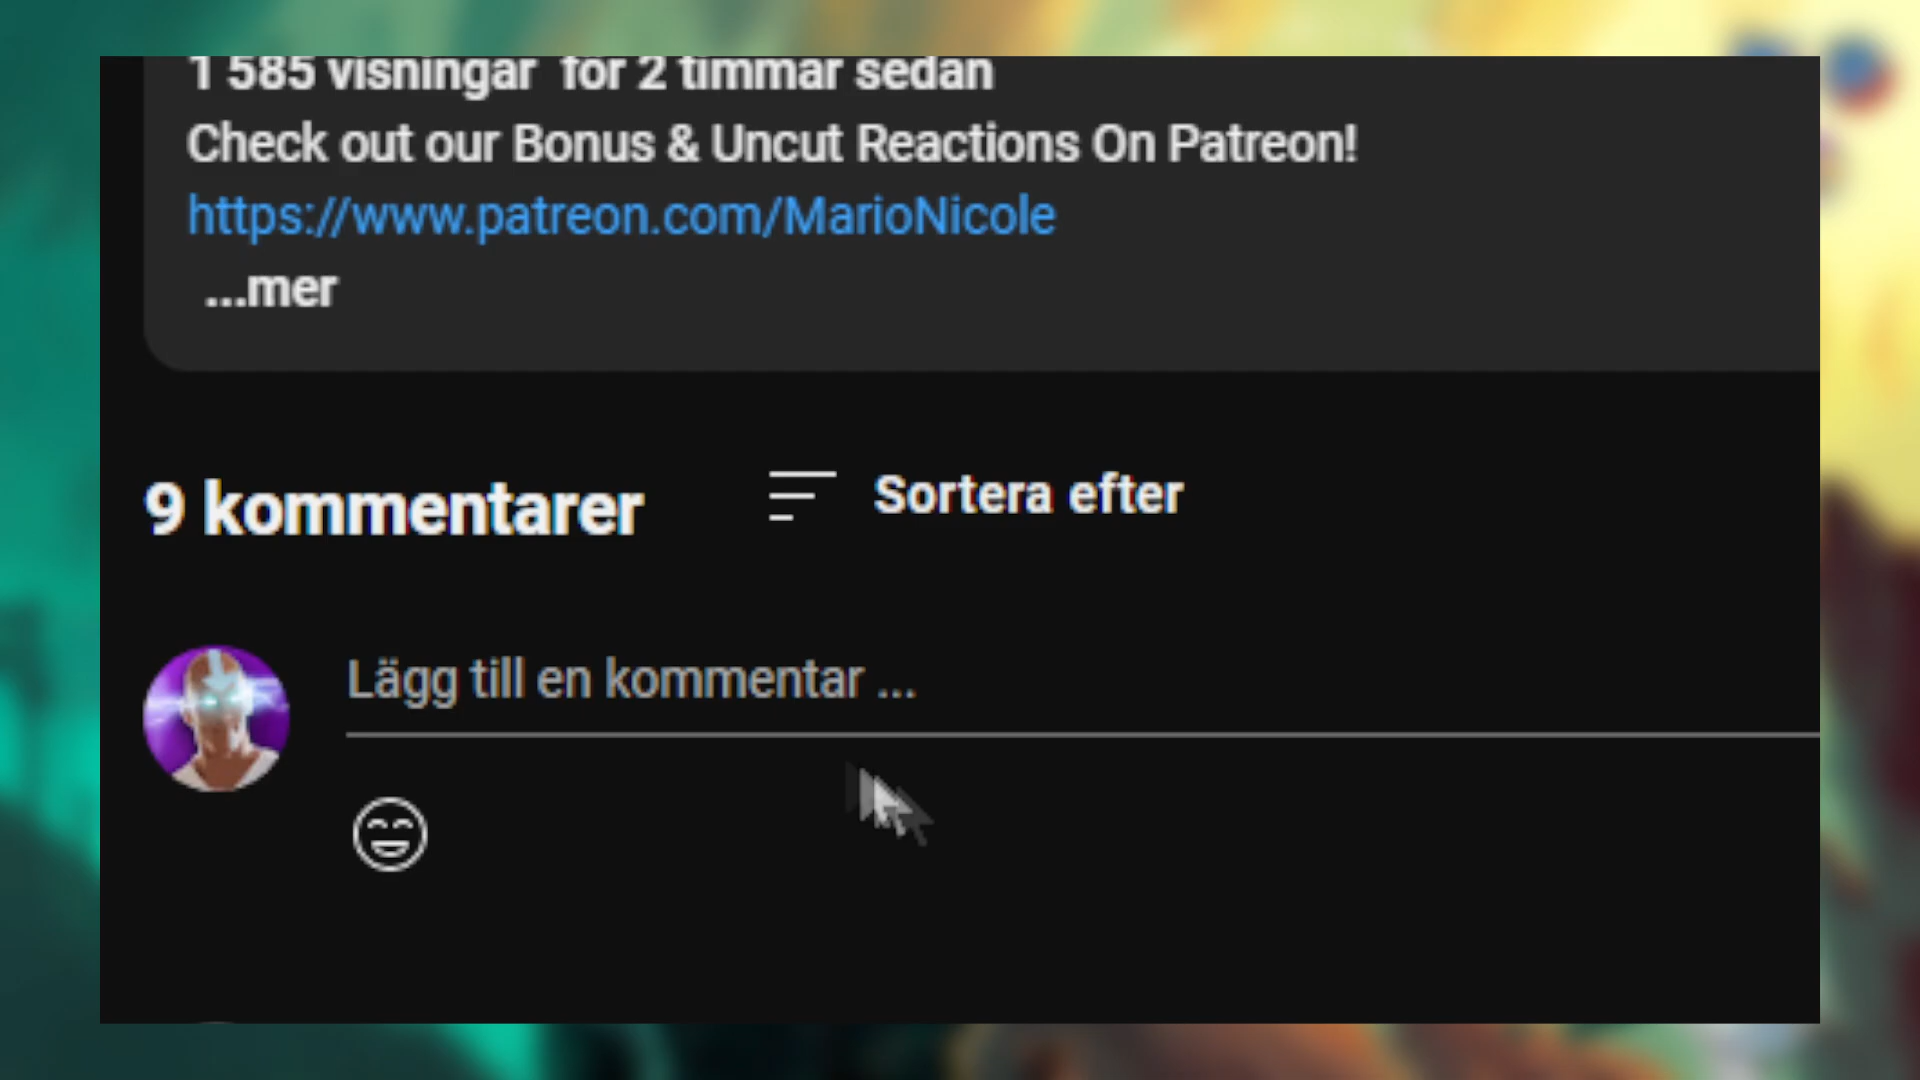 1 585 visningar för 2 timmar sedan
Check out our Bonus & Uncut Reactions On Patreon!
https://www.patreon.com/MarioNicole
...mer
9 kommentarer
Sortera efter
Lägg till en kommentar ...